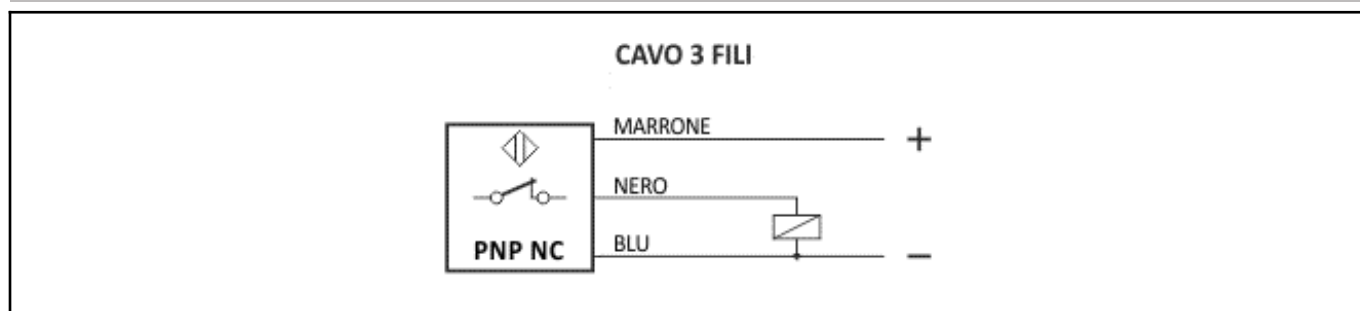 CAVO 3 FILI
MARRONE
+
NERO
BLU
PNP NC
−